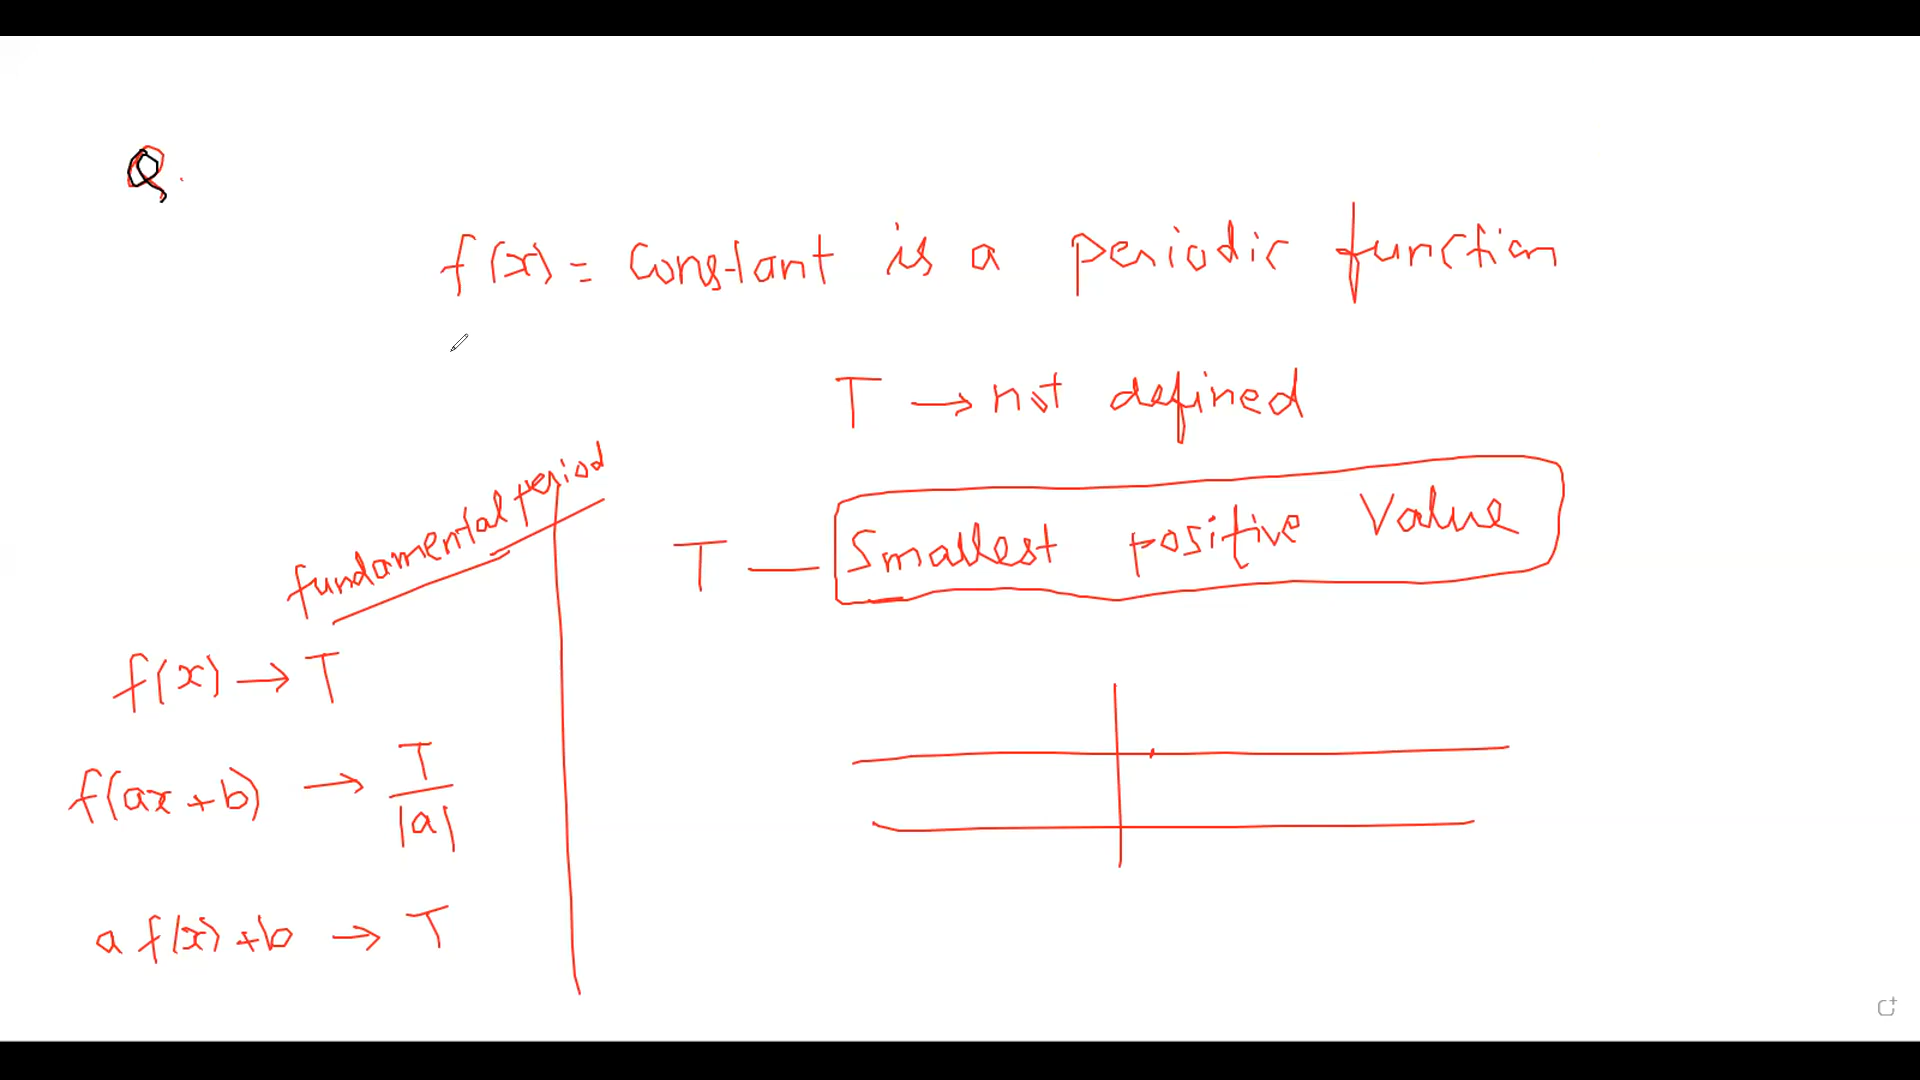 Q.
f(x) = constant is a periodic function
T → not defined
T — Smallest positive Value
fundamental period
f(x) → T
f(ax+b) → T/|a|
a f(x) + b → T